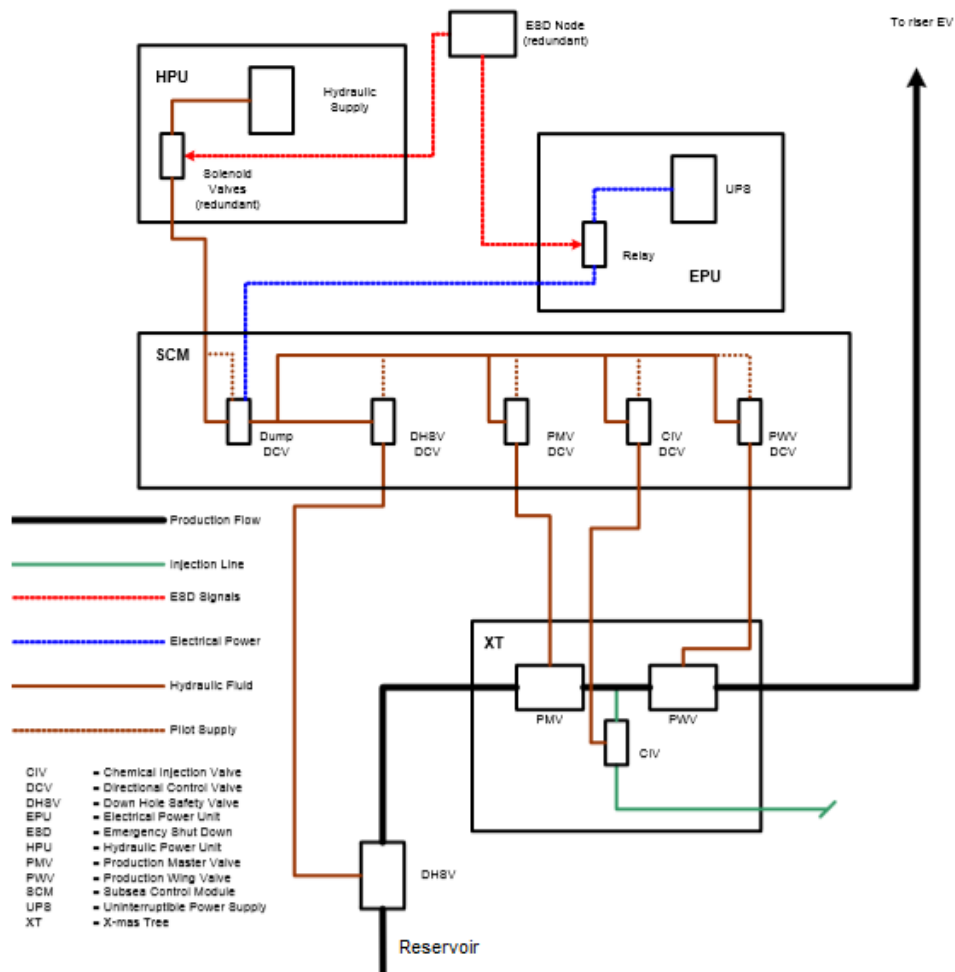 ESD Node
(redundant)
To riser EV
HPU
Hydraulic
Supply
Solenoid
Valves
(redundant)
UPS
Relay
EPU
SCM
Dump
DCV
DHSV
DCV
PMV
DCV
CIV
DCV
PWV
DCV
Production Flow
Injection Line
ESD Signals
Electrical Power
Hydraulic Fluid
Pilot Supply
XT
PMV
PWV
CIV
CIV = Chemical Injection Valve
DCV = Directional Control Valve
DHSV = Down Hole Safety Valve
EPU = Electrical Power Unit
ESD = Emergency Shut Down
HPU = Hydraulic Power Unit
PMV = Production Master Valve
PWV = Production Wing Valve
SCM = Subsea Control Module
UPS = Uninterruptible Power Supply
XT = X-mas Tree
DHSV
Reservoir